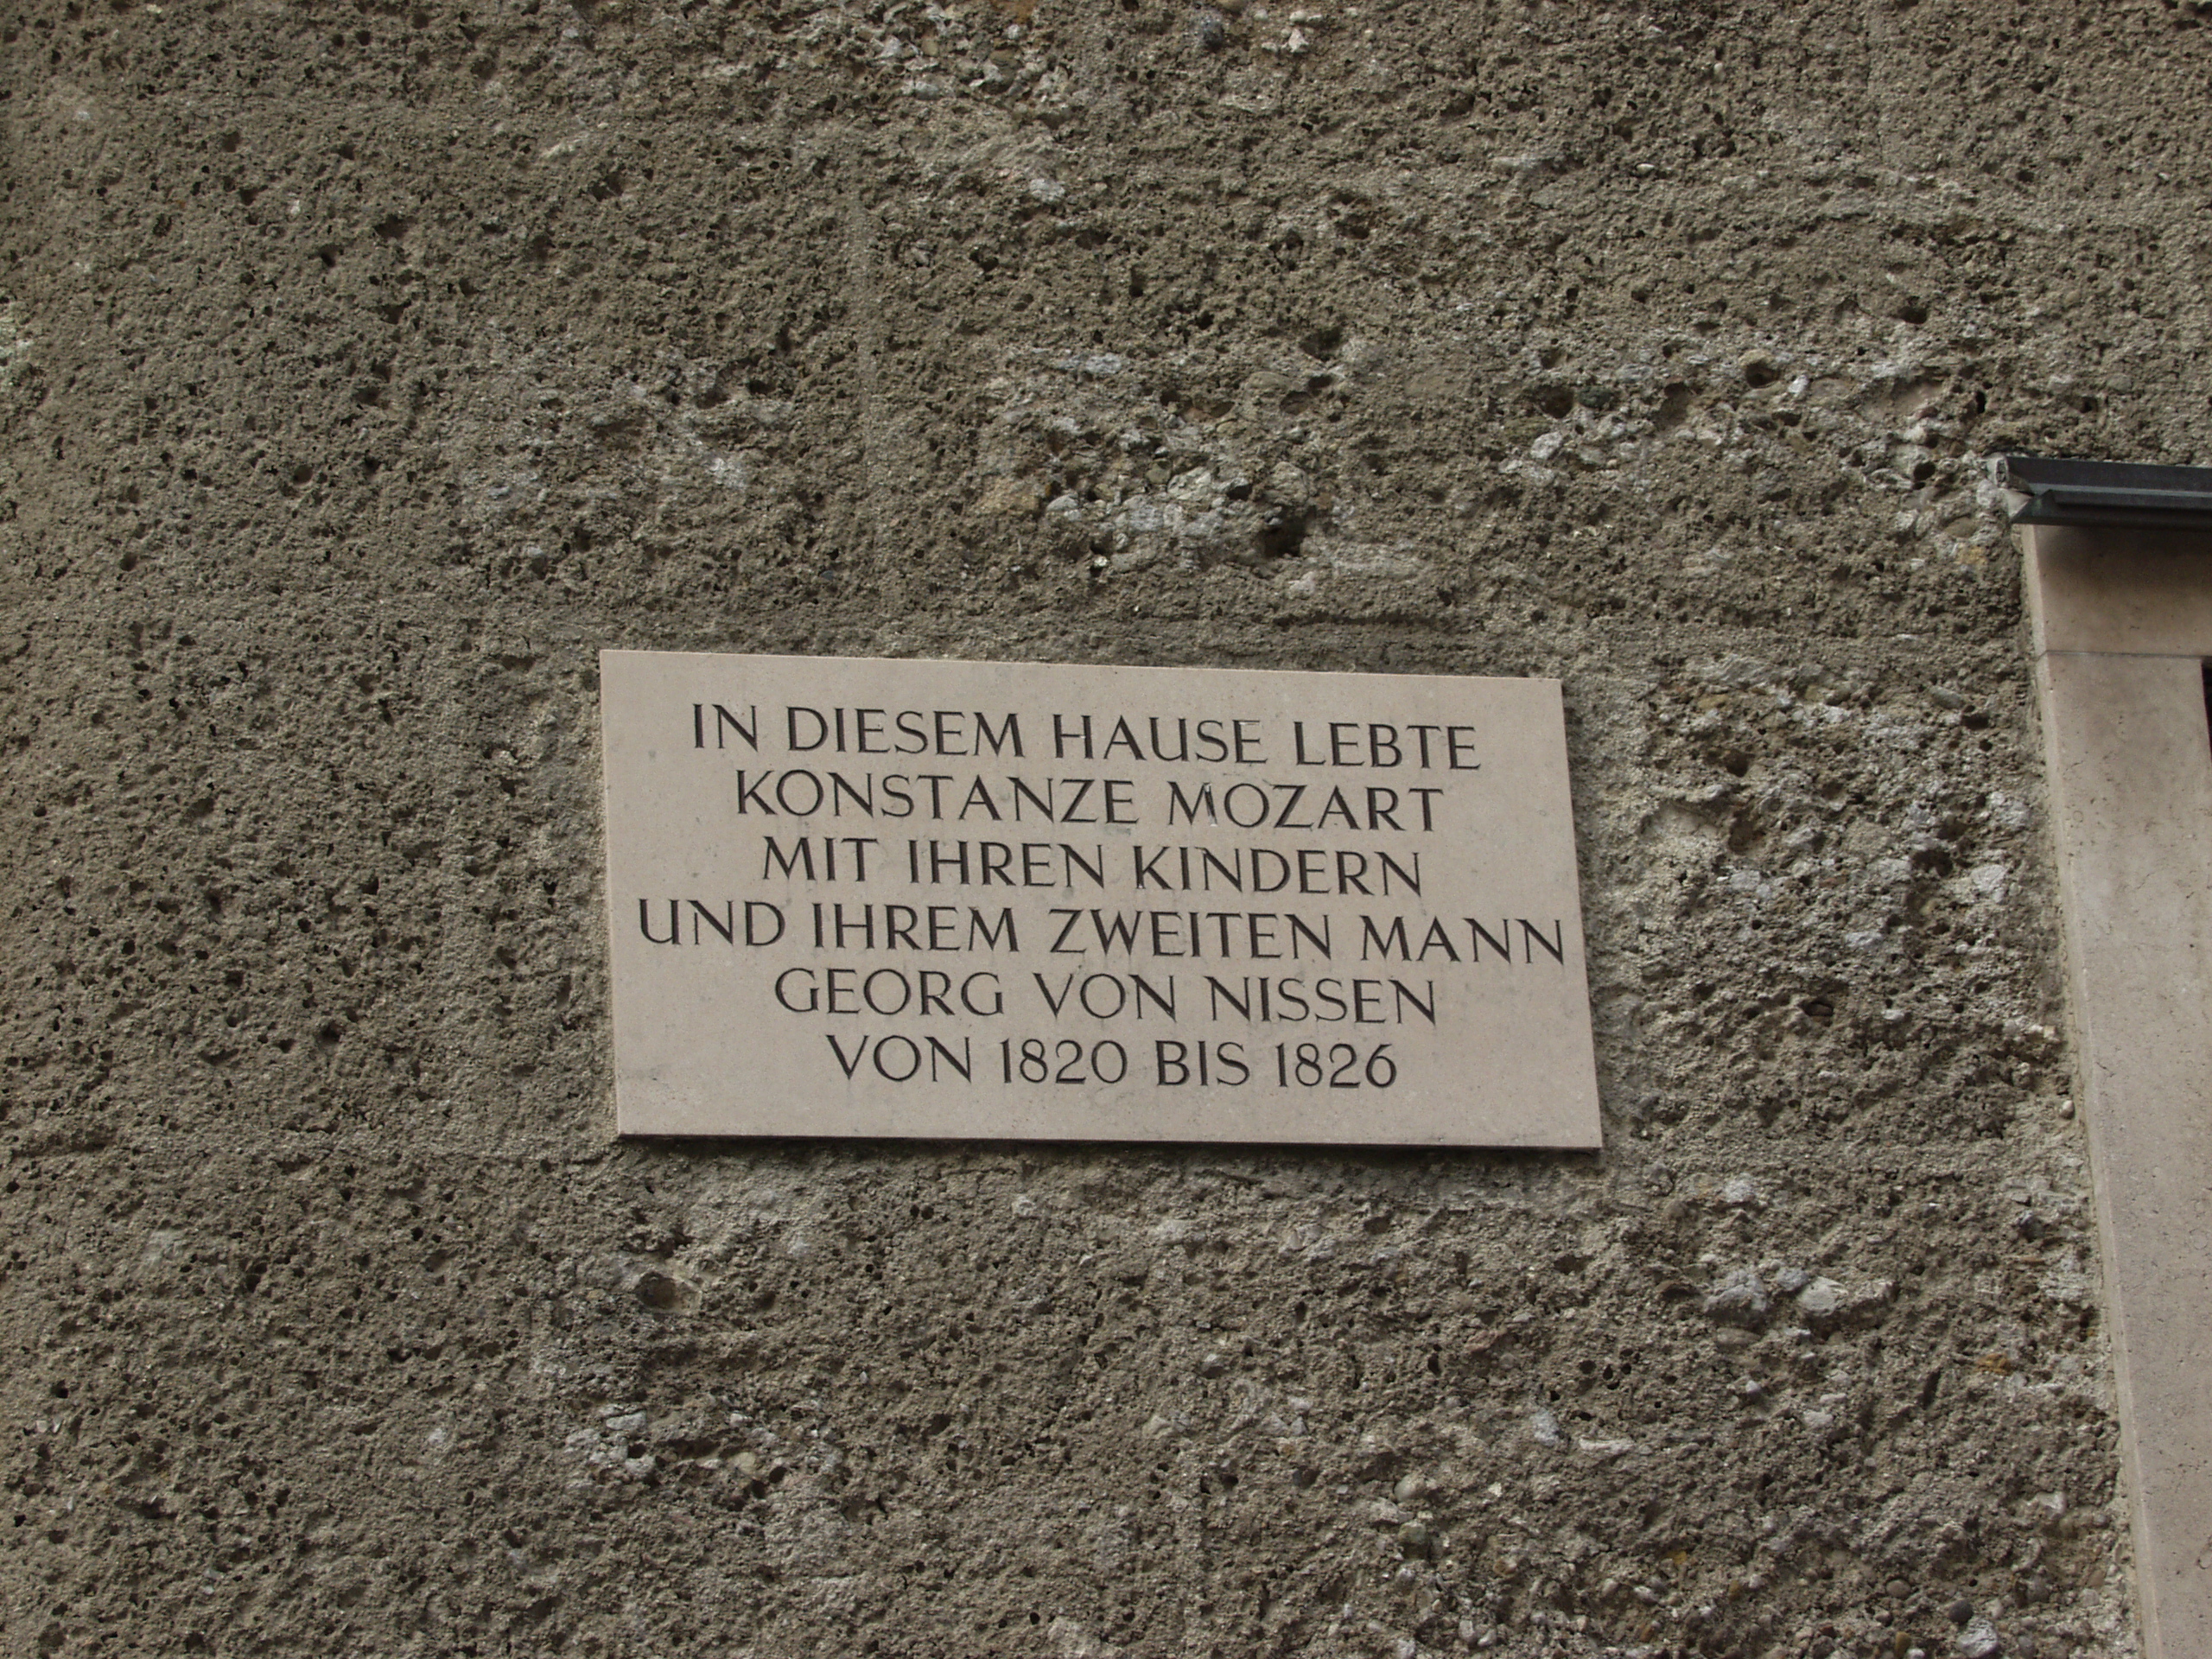 IN DIESEM HAUSE LEBTE
KONSTANZE MOZART
MIT IHREN KINDERN
UND IHREM ZWEITEN MANN
GEORG VON NISSEN
VON 1820 BIS 1826